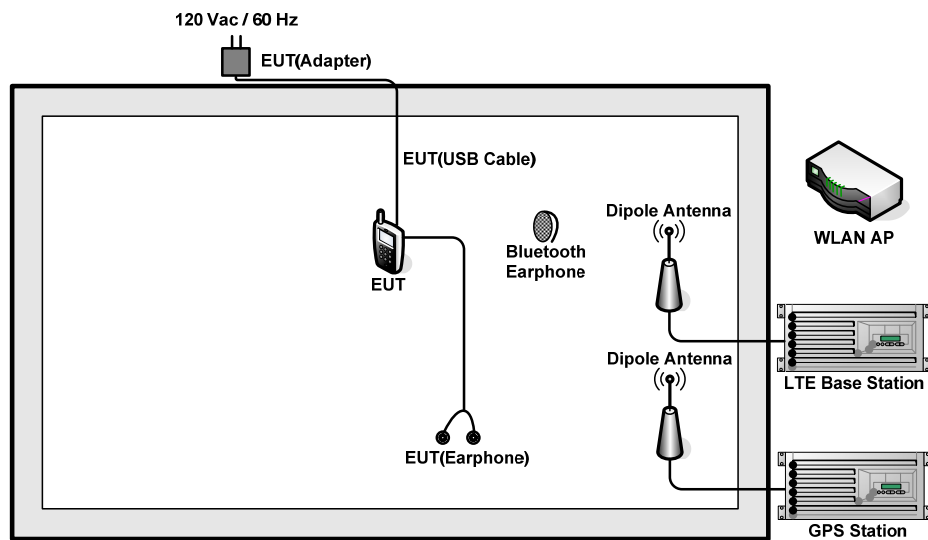 120 Vac / 60 Hz
EUT(Adapter)
EUT(USB Cable)
Dipole Antenna
WLAN AP
Bluetooth
Earphone
EUT
Dipole Antenna
LTE Base Station
EUT(Earphone)
GPS Station